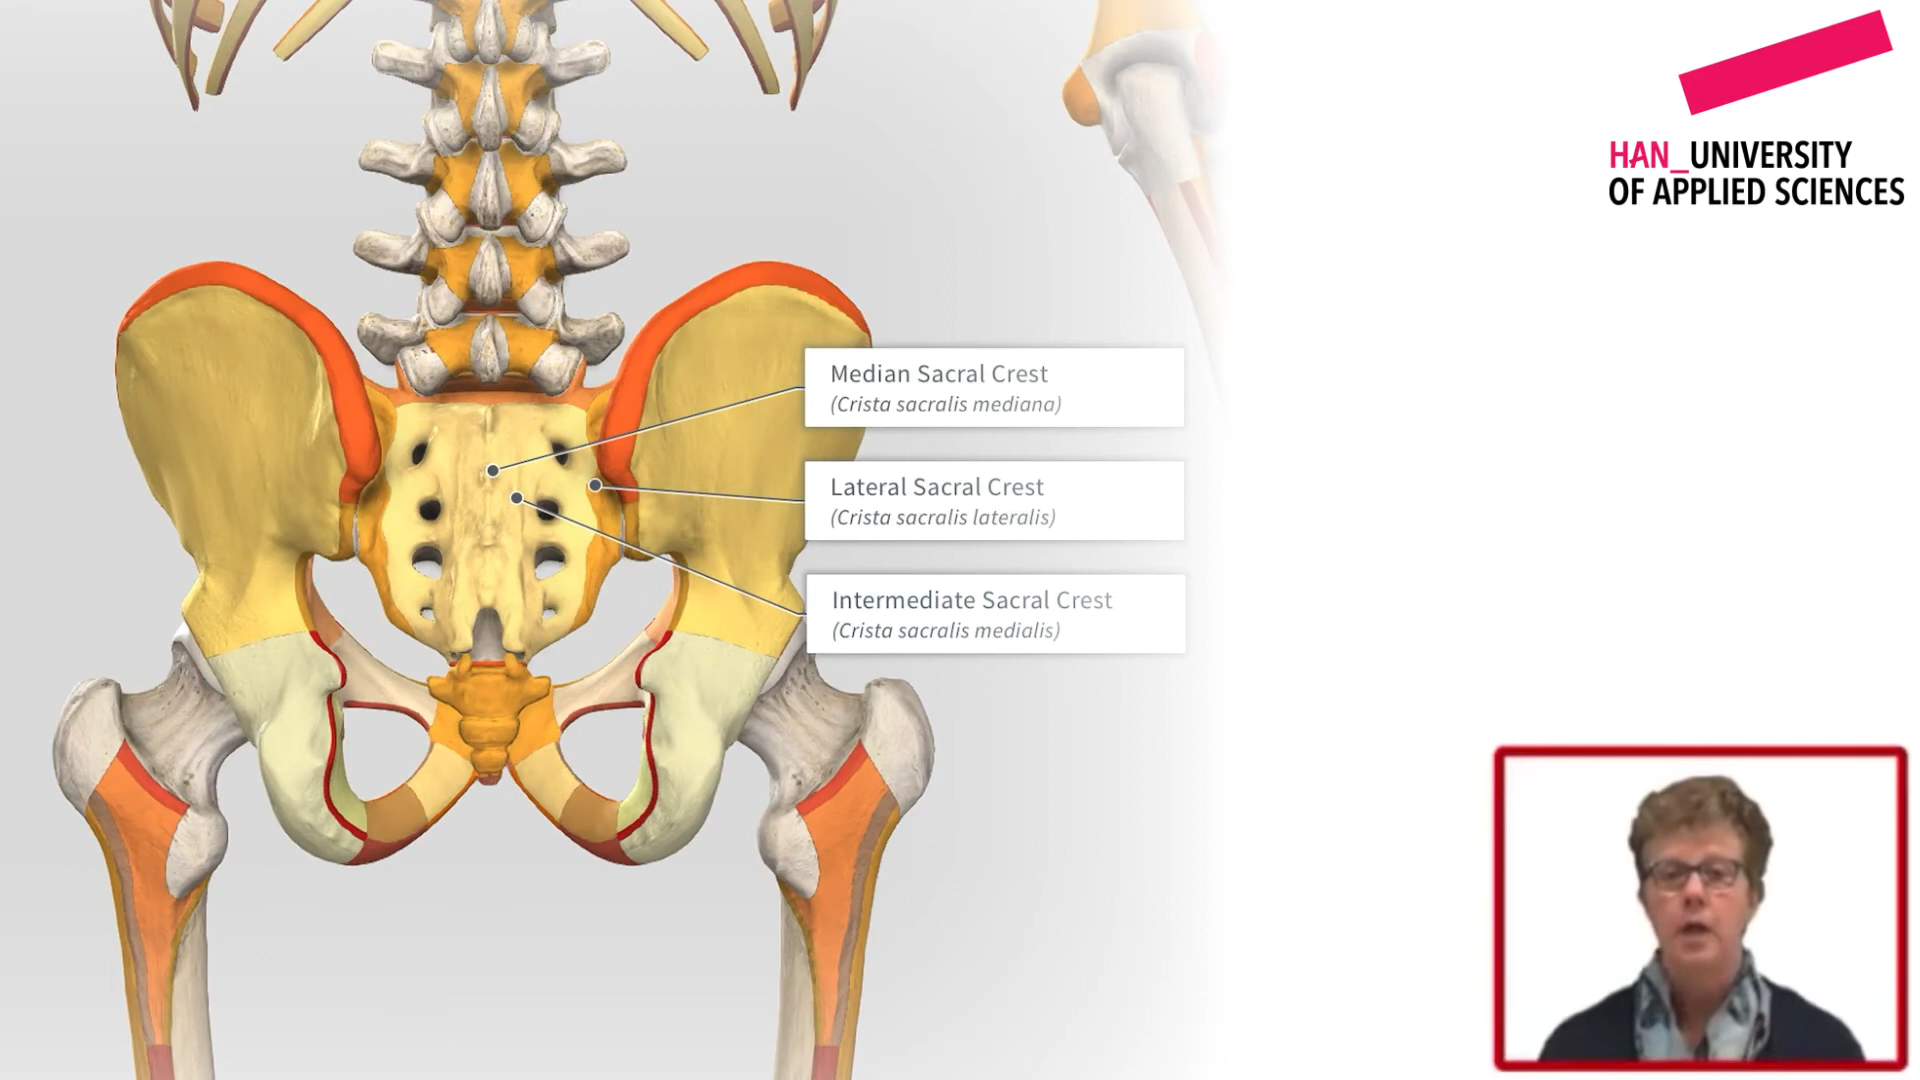 HAN_UNIVERSITY
OF APPLIED SCIENCES
Median Sacral Crest
(Crista sacralis mediana)
Lateral Sacral Crest
(Crista sacralis lateralis)
Intermediate Sacral Crest
(Crista sacralis medialis)